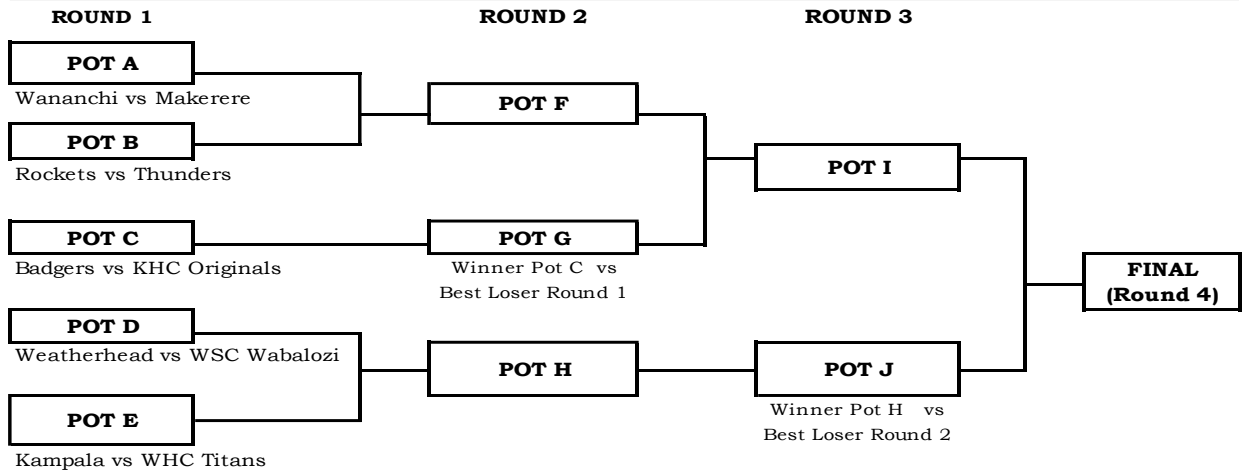 ROUND 1
ROUND 2
ROUND 3
POT A
Wananchi vs Makerere
POT B
Rockets vs Thunders
POT C
Badgers vs KHC Originals
POT D
Weatherhead vs WSC Wabalozi
POT E
Kampala vs WHC Titans
POT F
POT G
Winner Pot C vs
Best Loser Round 1
POT H
POT I
POT J
Winner Pot H vs
Best Loser Round 2
FINAL
(Round 4)